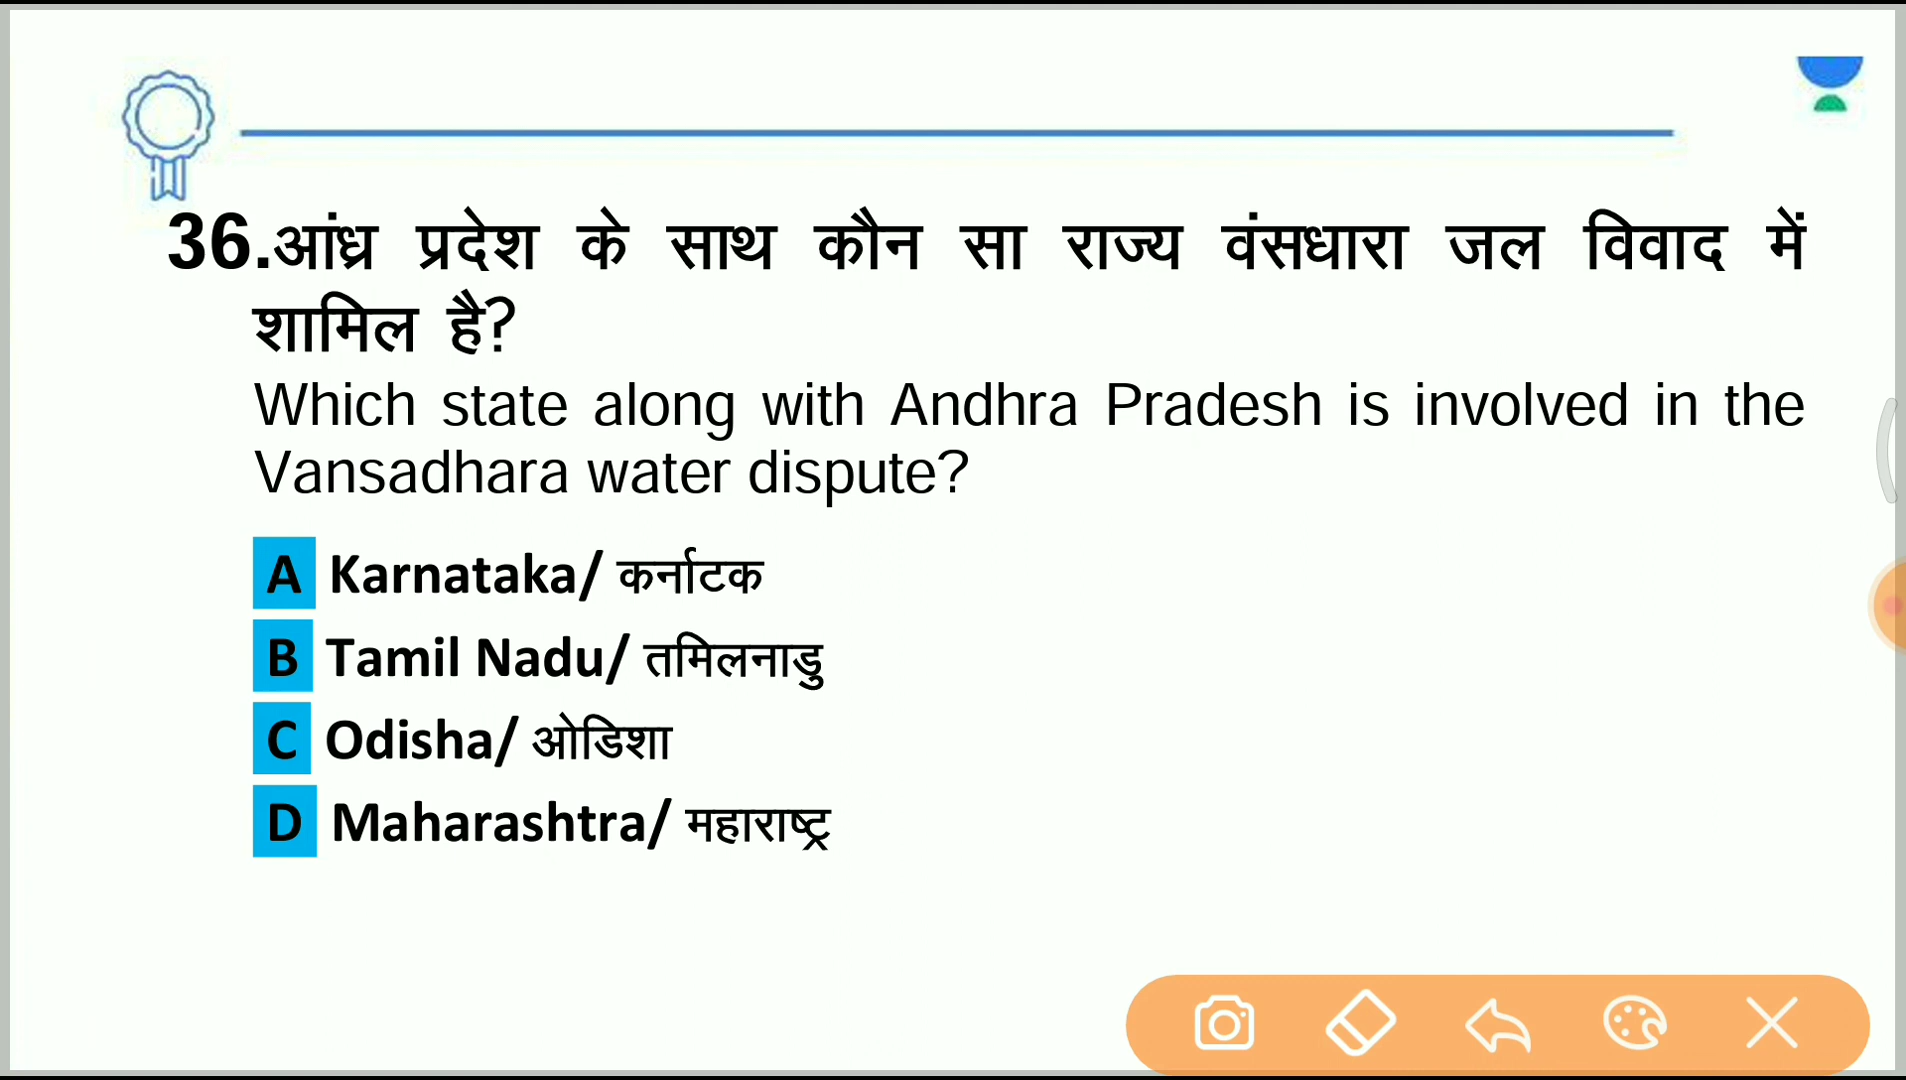 36.आंध्र प्रदेश के साथ कौन सा राज्य वंसधारा जल विवाद में
शामिल है?
Which state along with Andhra Pradesh is involved in the
Vansadhara water dispute?
A Karnataka/ कर्नाटक
B Tamil Nadu/ तमिलनाडु
C Odisha/ ओडिशा
D Maharashtra/ महाराष्ट्र